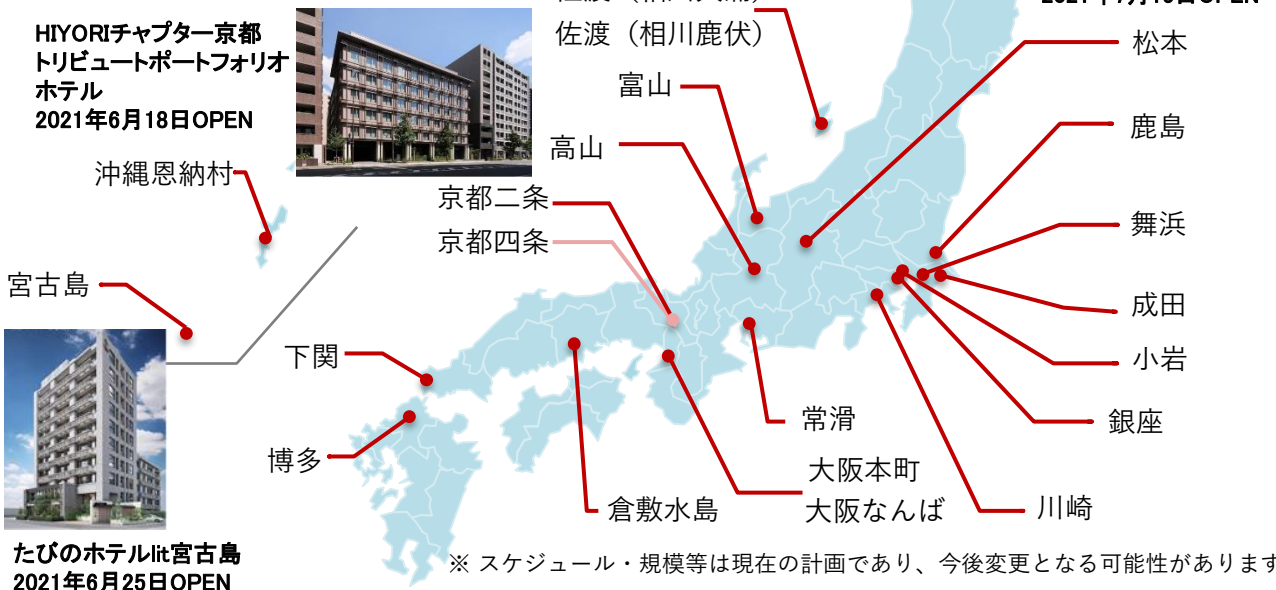 HIYORIチャプター京都
トリビュートポートフォリオ
ホテル
2021年6月18日OPEN
佐渡（相川鹿伏）
松本
富山
鹿島
高山
沖縄恩納村
京都二条
舞浜
京都四条
宮古島
成田
下関
小岩
常滑
銀座
博多
大阪本町
倉敷水島
大阪なんば
川崎
たびのホテルlit宮古島
2021年6月25日OPEN
※ スケジュール・規模等は現在の計画であり、今後変更となる可能性があります